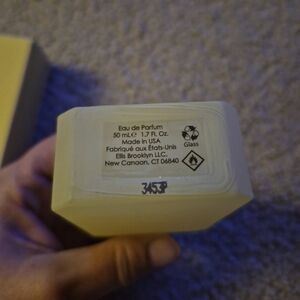 Eau de Parfum
50 mL℮ 1.7 Fl. Oz.
Made in USA
Fabriqué aux États-Unis
Ellis Brooklyn LLC.
New Canaan, CT 06840
Glass
3453P